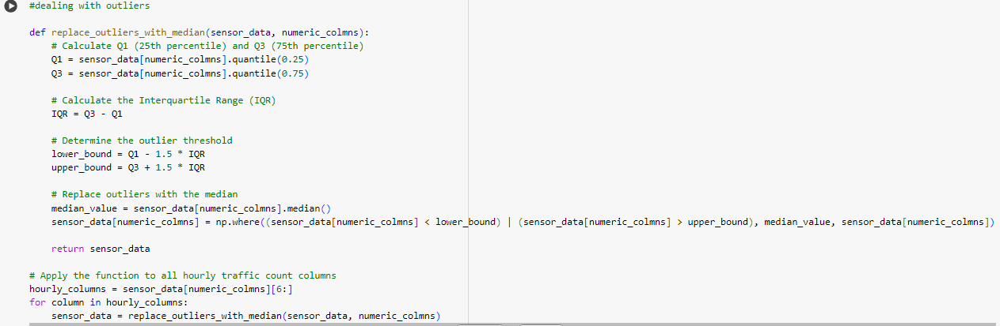 #dealing with outliers
def replace_outliers_with_median(sensor_data, numeric_colmns):
# Calculate Q1 (25th percentile) and Q3 (75th percentile)
Q1 = sensor_data[numeric_colmns].quantile(0.25)
Q3 = sensor_data[numeric_colmns].quantile(0.75)
# Calculate the Interquartile Range (IQR)
IQR = Q3 - Q1
# Determine the outlier threshold
lower_bound = Q1 - 1.5 * IQR
upper_bound = Q3 + 1.5 * IQR
# Replace outliers with the median
median_value = sensor_data[numeric_colmns].median()
sensor_data[numeric_colmns] = np.where((sensor_data[numeric_colmns] < lower_bound) | (sensor_data[numeric_colmns] > upper_bound), median_value, sensor_data[numeric_colmns])
return sensor_data
# Apply the function to all hourly traffic count columns
hourly_columns = sensor_data[numeric_colmns][6:]
for column in hourly_columns:
sensor_data = replace_outliers_with_median(sensor_data, numeric_colmns)